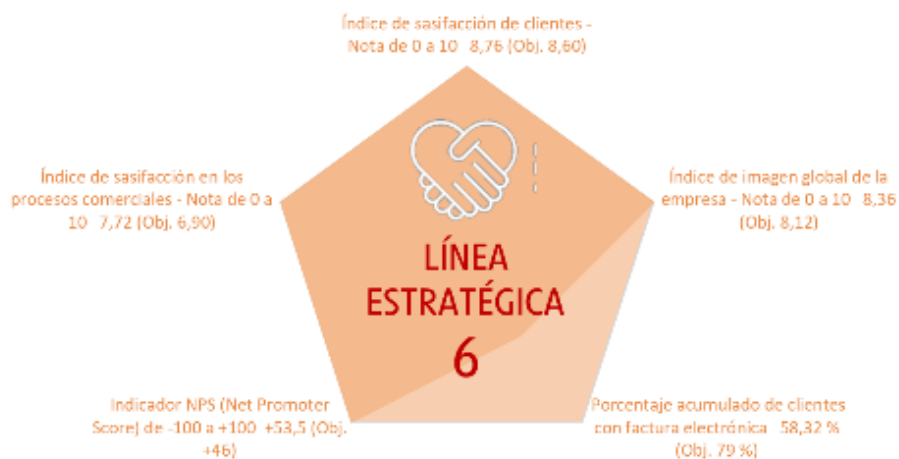 Índice de sasifacción de clientes -
Nota de 0 a 10 8,76 (Obj. 8,60)
Índice de sasifacción en los
procesos comerciales - Nota de 0 a
10 7,72 (Obj. 6,90)
Índice de imagen global de la
empresa - Nota de 0 a 10 8,36
(Obj. 8,12)
LÍNEA
ESTRATÉGICA
6
Indicador NPS (Net Promoter
Score) de -100 a +100 +53,5 (Obj.
+46)
Porcentaje acumulado de clientes
con factura electrónica 58,32 %
(Obj. 79 %)